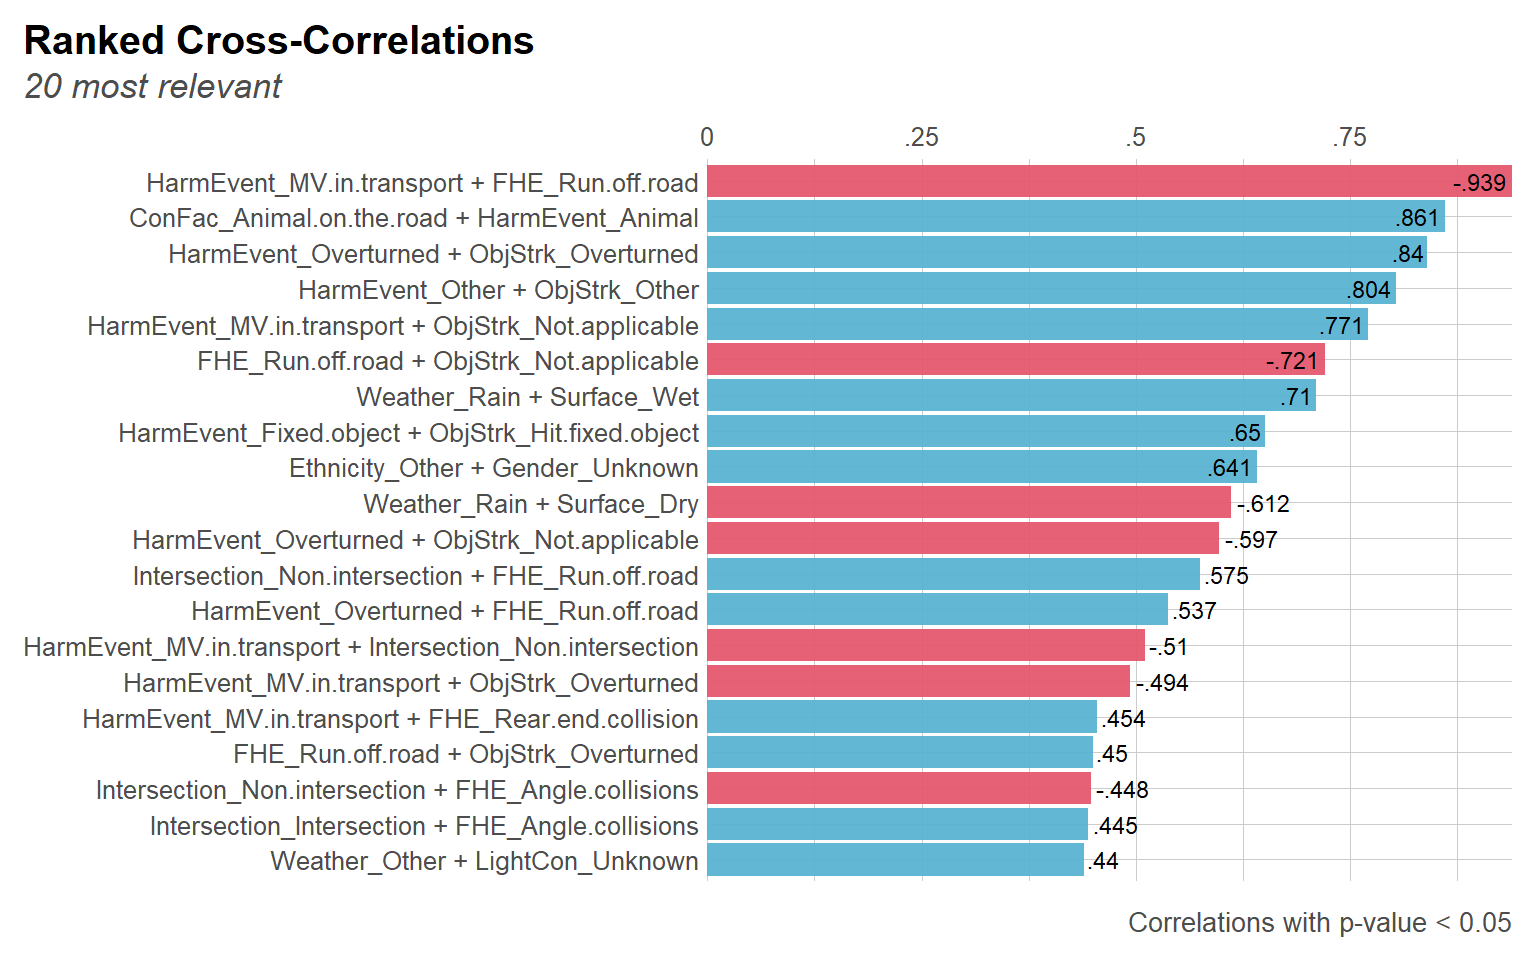 Ranked Cross-Correlations
20 most relevant
0 .25 .5 .75
HarmEvent_MV.in.transport + FHE_Run.off.road -.939
ConFac_Animal.on.the.road + HarmEvent_Animal .861
HarmEvent_Overturned + ObjStrk_Overturned .84
HarmEvent_Other + ObjStrk_Other .804
HarmEvent_MV.in.transport + ObjStrk_Not.applicable .771
FHE_Run.off.road + ObjStrk_Not.applicable -.721
Weather_Rain + Surface_Wet .71
HarmEvent_Fixed.object + ObjStrk_Hit.fixed.object .65
Ethnicity_Other + Gender_Unknown .641
Weather_Rain + Surface_Dry -.612
HarmEvent_Overturned + ObjStrk_Not.applicable -.597
Intersection_Non.intersection + FHE_Run.off.road .575
HarmEvent_Overturned + FHE_Run.off.road .537
HarmEvent_MV.in.transport + Intersection_Non.intersection -.51
HarmEvent_MV.in.transport + ObjStrk_Overturned -.494
HarmEvent_MV.in.transport + FHE_Rear.end.collision .454
FHE_Run.off.road + ObjStrk_Overturned .45
Intersection_Non.intersection + FHE_Angle.collisions -.448
Intersection_Intersection + FHE_Angle.collisions .445
Weather_Other + LightCon_Unknown .44
Correlations with p-value < 0.05